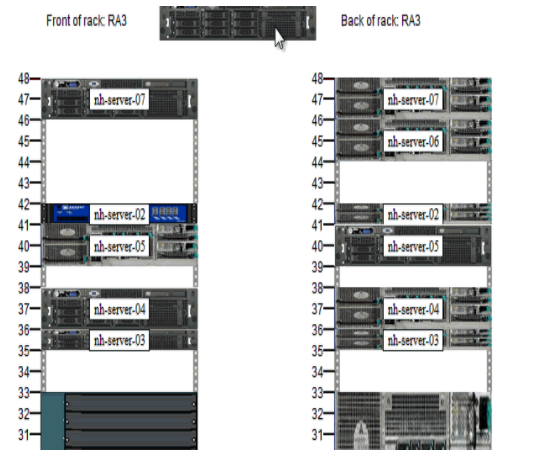 Front of rack: RA3
Back of rack: RA3
48
47
46
45
44
43
42
41
40
39
38
37
36
35
34
33
32
31
nh-server-07
nh-server-02
nh-server-05
nh-server-04
nh-server-03
48
47
46
45
44
43
42
41
40
39
38
37
36
35
34
33
32
31
nh-server-07
nh-server-06
nh-server-02
nh-server-05
nh-server-04
nh-server-03